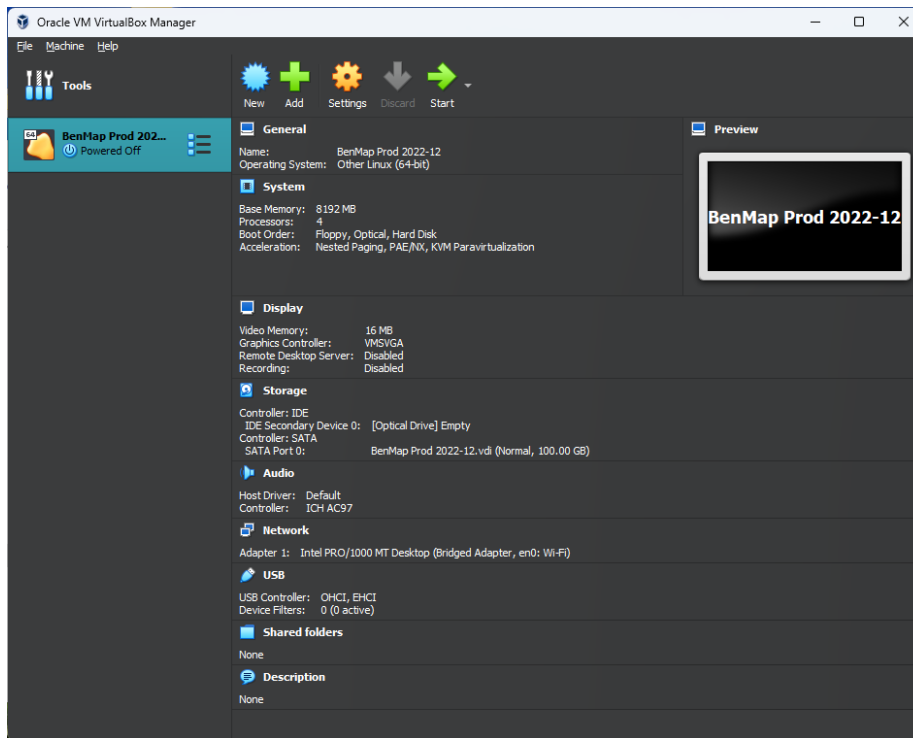 Oracle VM VirtualBox Manager
File Machine Help
Tools
New Add Settings Discard Start
64
BenMap Prod 202...
Powered Off
General
Name: BenMap Prod 2022-12
Operating System: Other Linux (64-bit)
System
Base Memory: 8192 MB
Processors: 4
Boot Order: Floppy, Optical, Hard Disk
Acceleration: Nested Paging, PAE/NX, KVM Paravirtualization
Preview
BenMap Prod 2022-12
Display
Video Memory: 16 MB
Graphics Controller: VMSVGA
Remote Desktop Server: Disabled
Recording: Disabled
Storage
Controller: IDE
IDE Secondary Device 0: [Optical Drive] Empty
Controller: SATA
SATA Port 0: BenMap Prod 2022-12.vdi (Normal, 100.00 GB)
Audio
Host Driver: Default
Controller: ICH AC97
Network
Adapter 1: Intel PRO/1000 MT Desktop (Bridged Adapter, en0: Wi-Fi)
USB
USB Controller: OHCI, EHCI
Device Filters: 0 (0 active)
Shared folders
None
Description
None